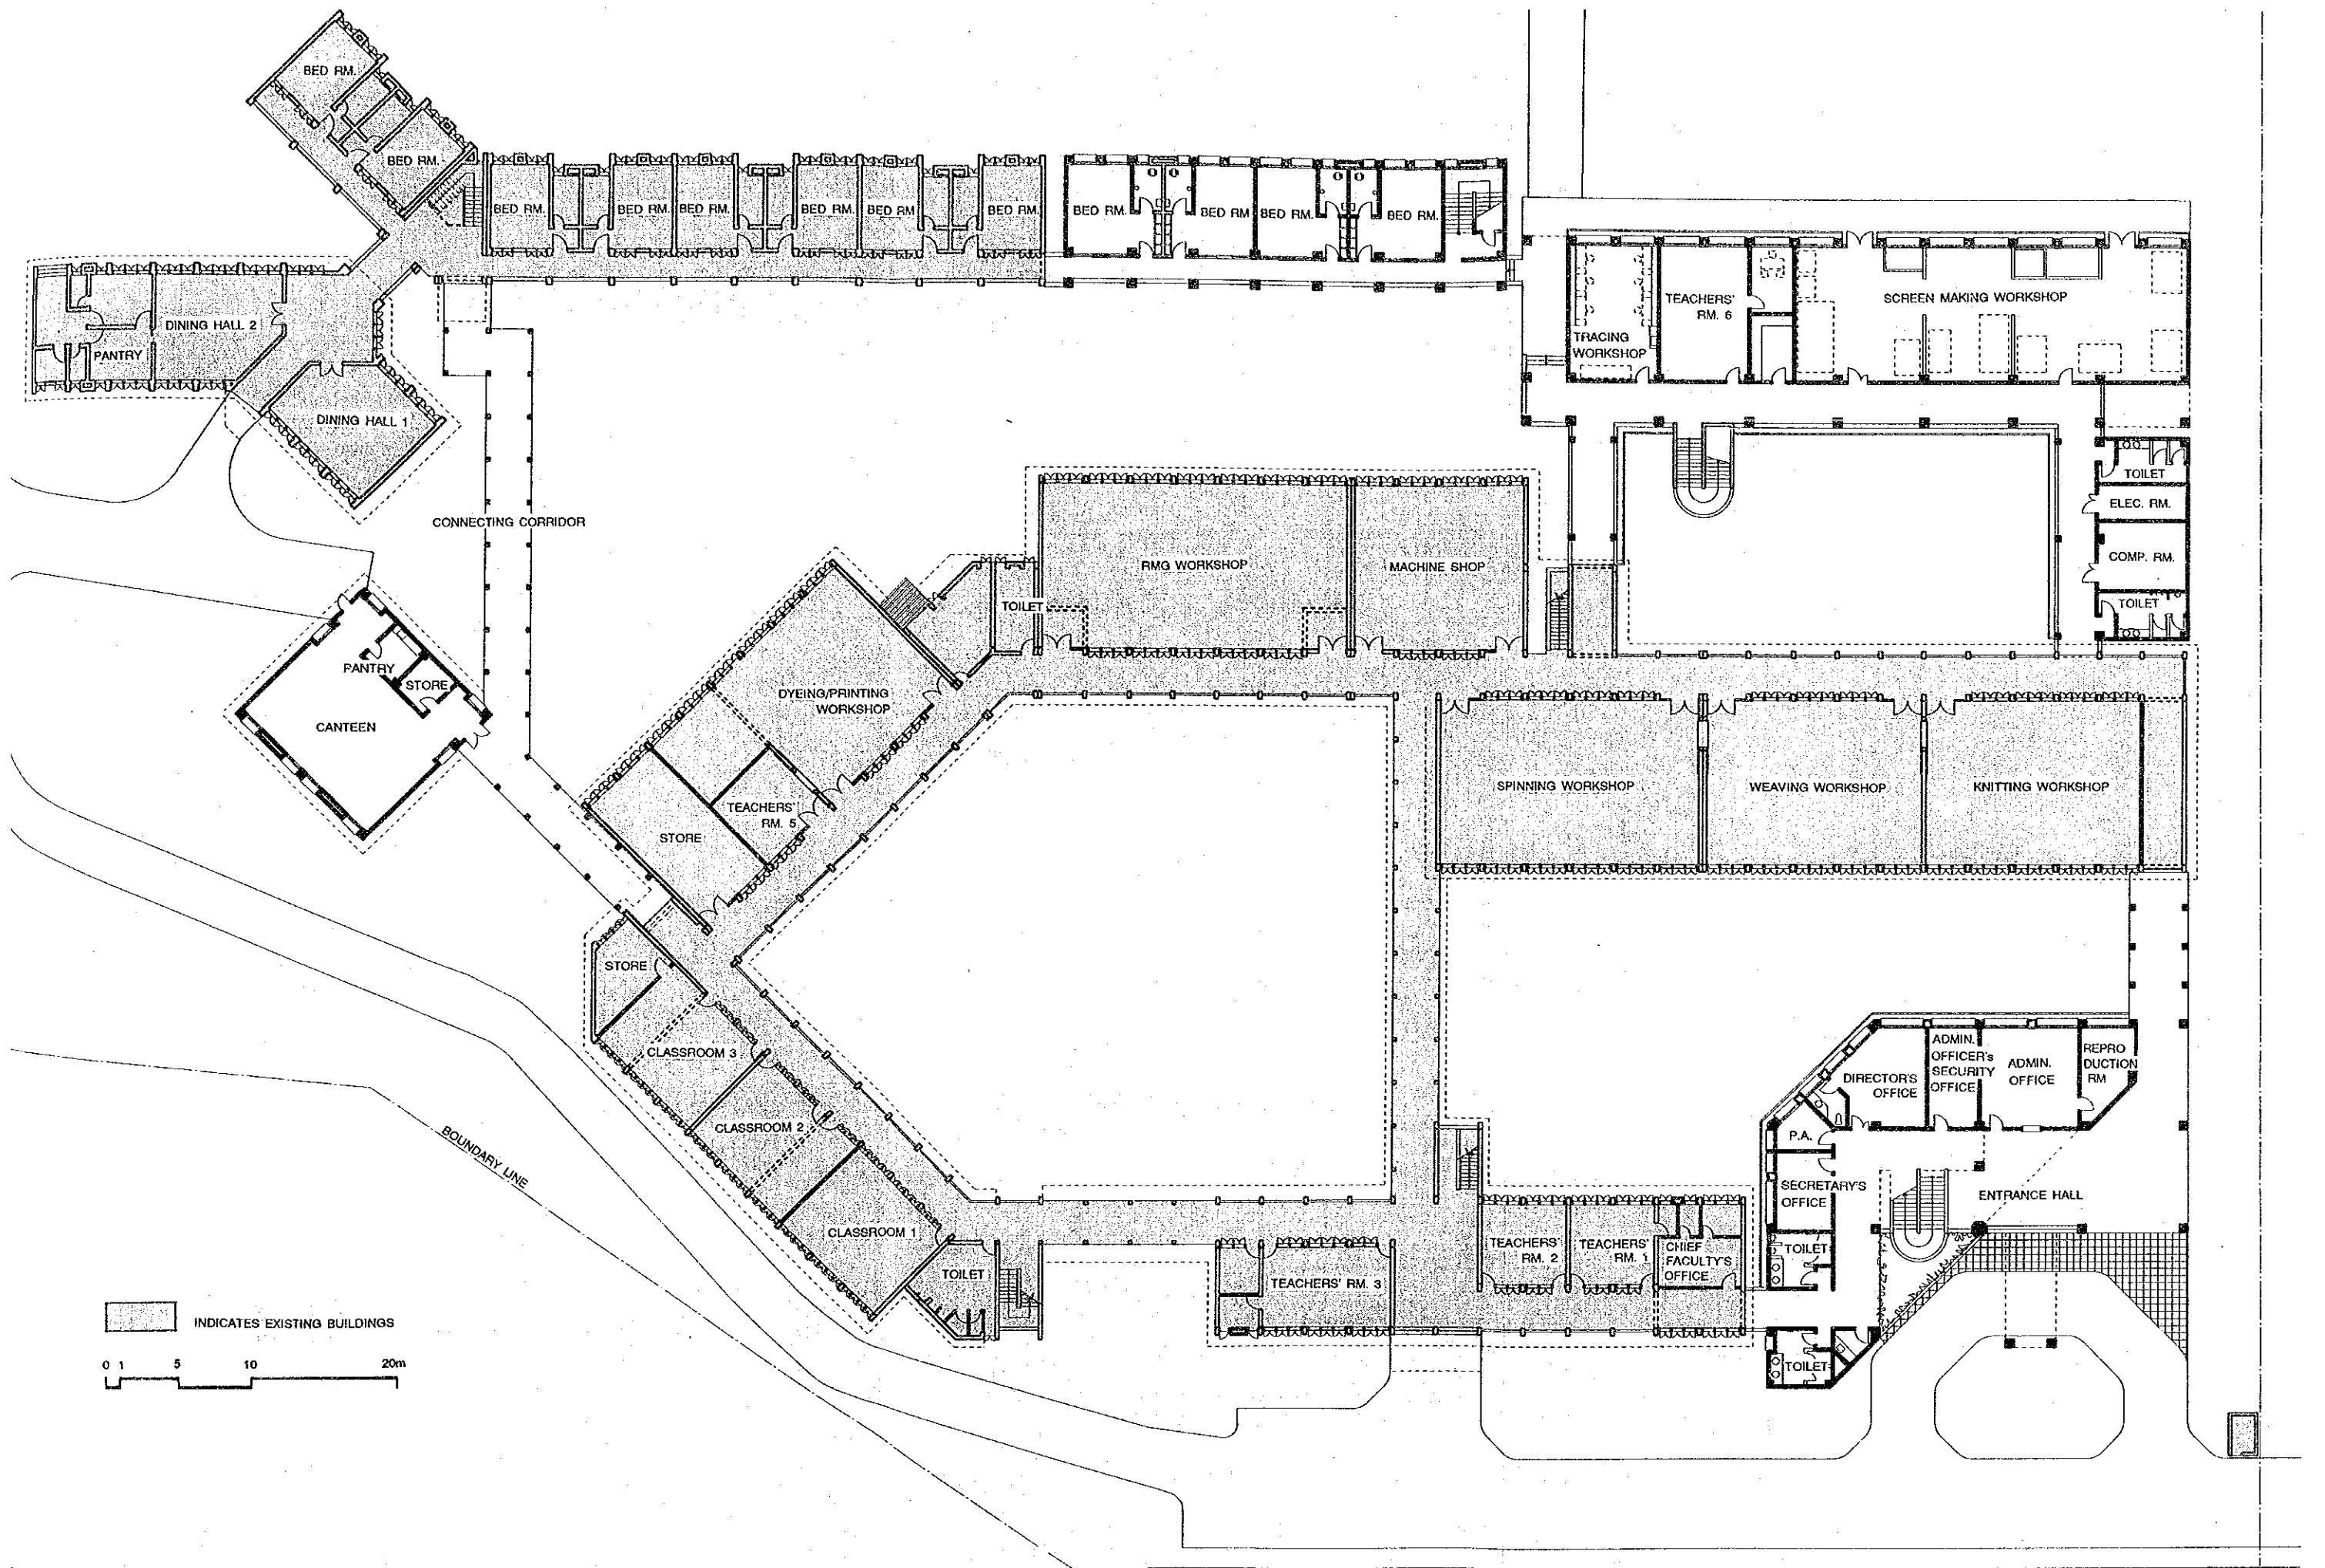 BED RM.
BED RM.
BED RM.
BED RM.
BED RM.
BED RM.
BED RM
BED RM.
BED RM.
BED RM
BED RM.
BED RM.
DINING HALL 2
PANTRY
DINING HALL 1
CONNECTING CORRIDOR
TRACING
WORKSHOP
TEACHERS'
RM. 6
SCREEN MAKING WORKSHOP
TOILET
ELEC. RM.
COMP. RM.
TOILET
RMG WORKSHOP
MACHINE SHOP
TOILET
PANTRY
STORE
CANTEEN
DYEING/PRINTING
WORKSHOP
TEACHERS'
RM. 5
STORE
SPINNING WORKSHOP
WEAVING WORKSHOP
KNITTING WORKSHOP
STORE
CLASSROOM 3
CLASSROOM 2
CLASSROOM 1
TOILET
BOUNDARY LINE
TEACHERS' RM. 3
TEACHERS'
RM. 2
TEACHERS'
RM. 1
CHIEF
FACULTY'S
OFFICE
DIRECTOR'S
OFFICE
ADMIN.
OFFICER's
SECURITY
OFFICE
ADMIN.
OFFICE
REPRO
DUCTION
RM
P.A.
SECRETARY'S
OFFICE
ENTRANCE HALL
TOILET
TOILET
INDICATES EXISTING BUILDINGS
0 1 5 10 20m